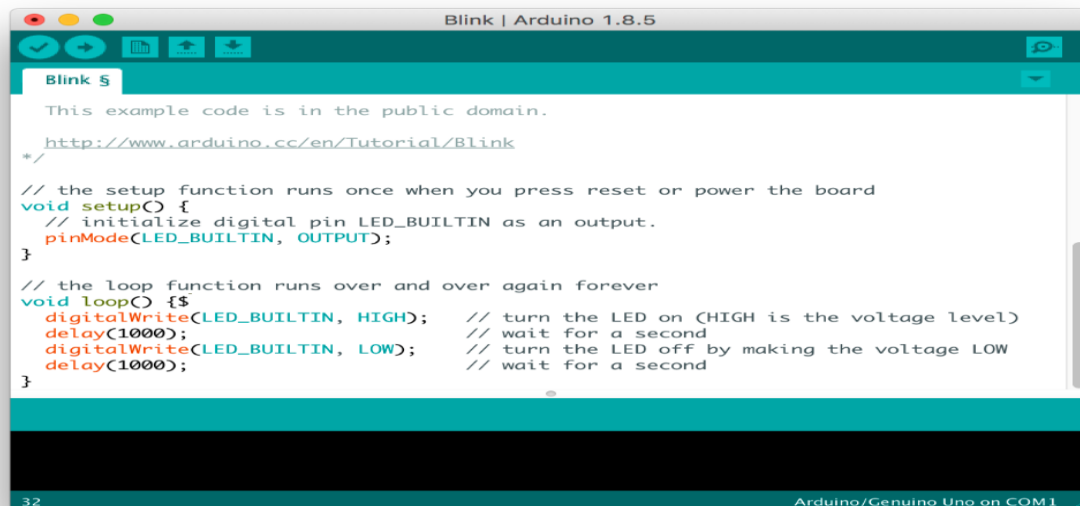 Blink | Arduino 1.8.5
Blink §
This example code is in the public domain.
http://www.arduino.cc/en/Tutorial/Blink
*/
// the setup function runs once when you press reset or power the board
void setup() {
// initialize digital pin LED_BUILTIN as an output.
pinMode(LED_BUILTIN, OUTPUT);
}
// the loop function runs over and over again forever
void loop() {$
digitalWrite(LED_BUILTIN, HIGH);   // turn the LED on (HIGH is the voltage level)
delay(1000);                       // wait for a second
digitalWrite(LED_BUILTIN, LOW);    // turn the LED off by making the voltage LOW
delay(1000);                       // wait for a second
}
32
Arduino/Genuino Uno on COM1